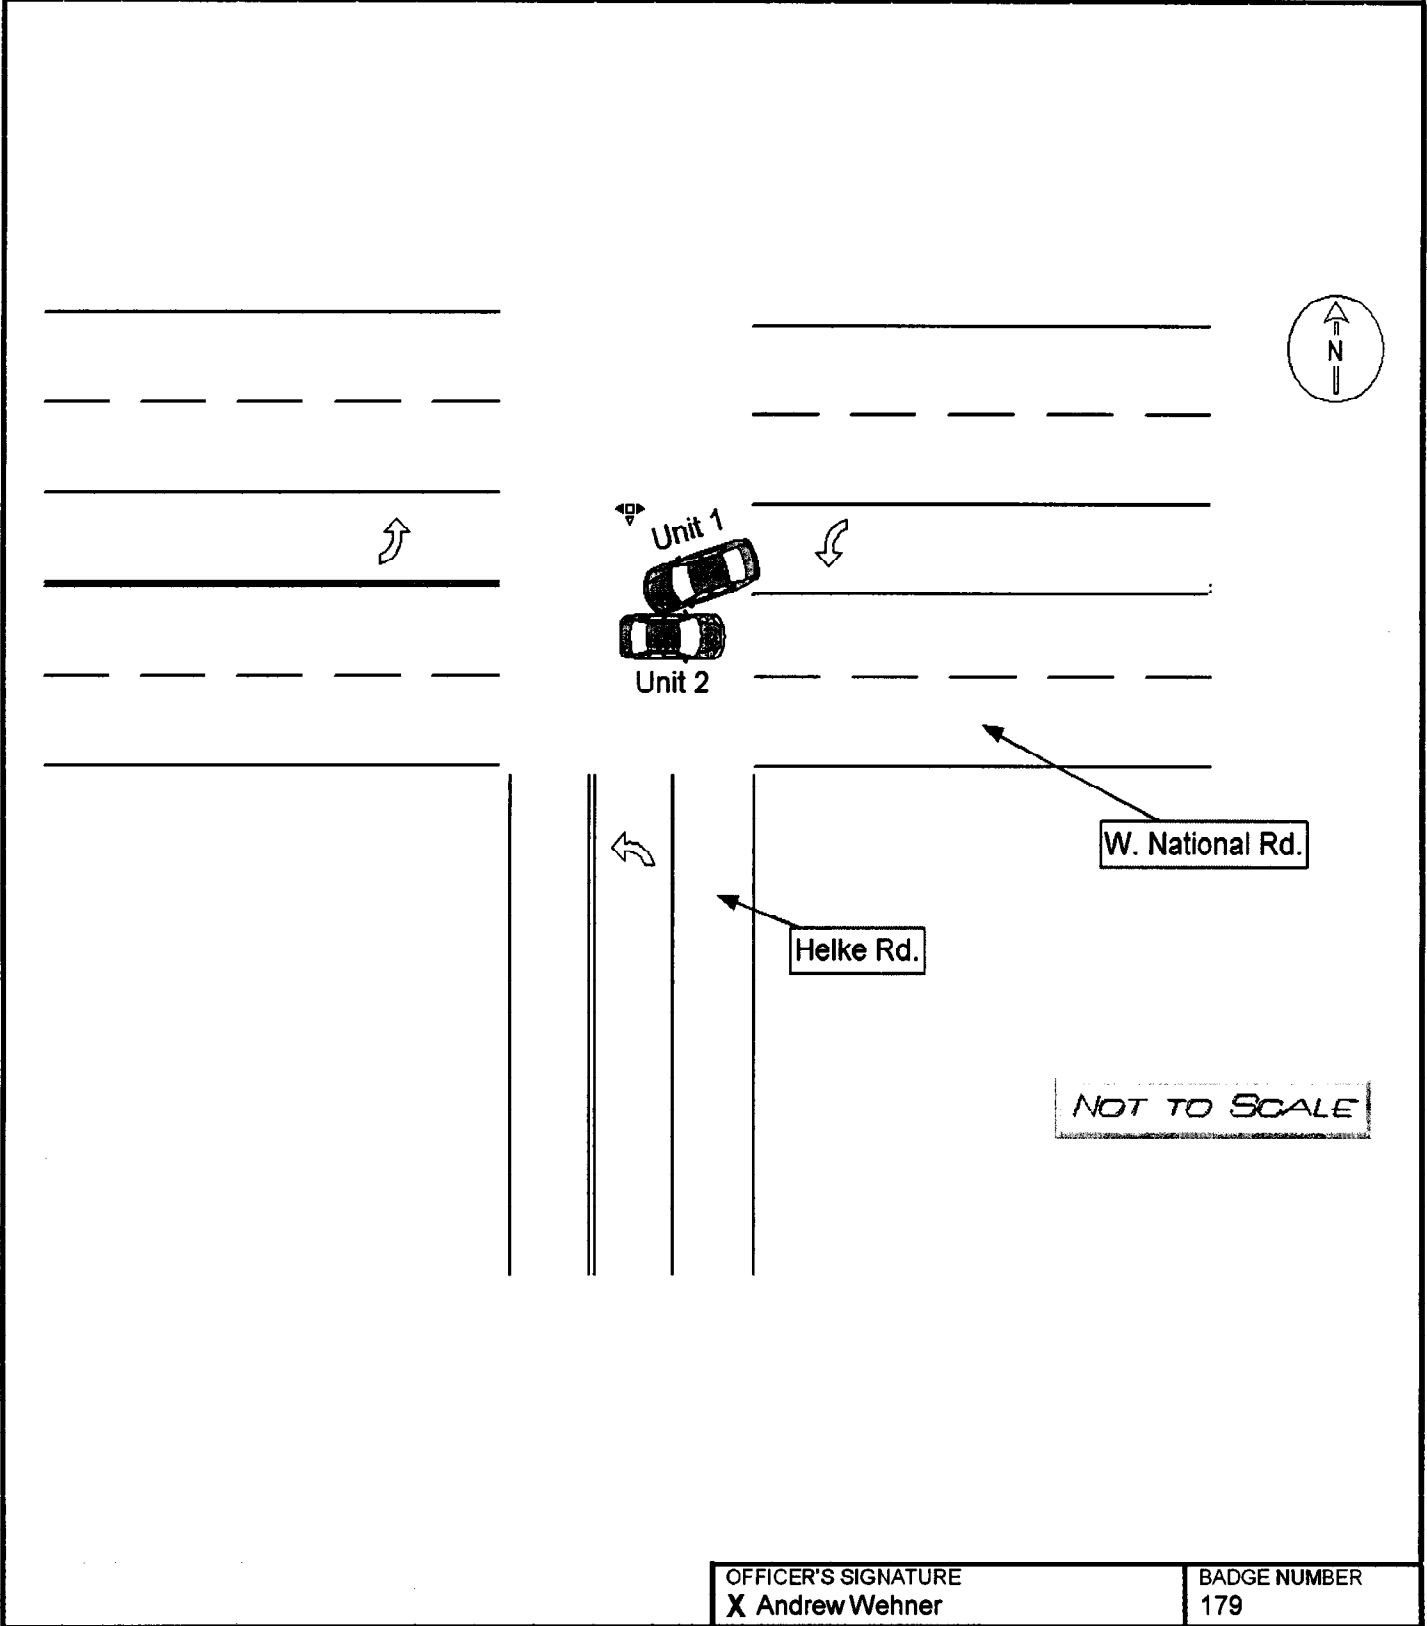 N
Unit 1
Unit 2
W. National Rd.
Helke Rd.
NOT TO SCALE
OFFICER'S SIGNATURE
X Andrew Wehner
BADGE NUMBER
179